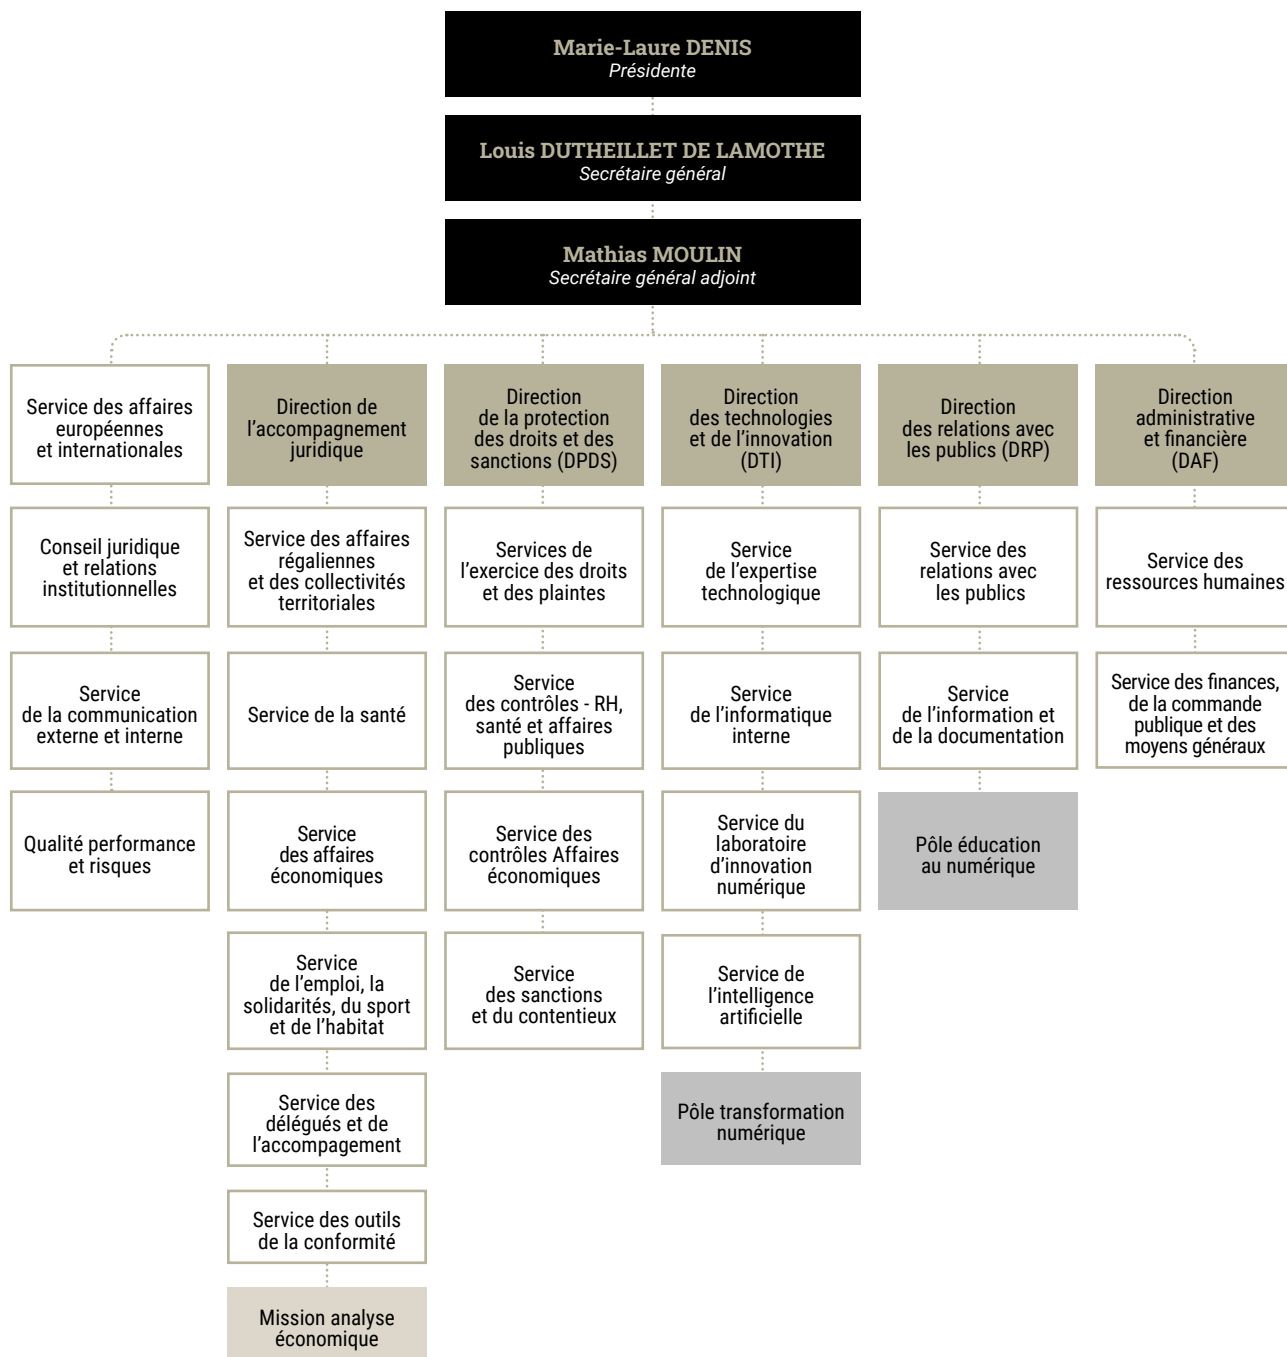 Marie-Laure DENIS
Présidente
Louis DUTHEILLET DE LAMOTHE
Secrétaire général
Mathias MOULIN
Secrétaire général adjoint
Service des affaires
européennes
et internationales
Conseil juridique
et relations
institutionnelles
Service
de la communication
externe et interne
Qualité performance
et risques
Direction de
l’accompagnement
juridique
Service des affaires
régaliennes
et des collectivités
territoriales
Service de la santé
Service
des affaires
économiques
Service
de l’emploi, la
solidarités, du sport
et de l’habitat
Service des
délégués et de
l’accompagement
Service des outils
de la conformité
Mission analyse
économique
Direction
de la protection
des droits et des
sanctions (DPDS)
Services de
l’exercice des droits
et des plaintes
Service
des contrôles - RH,
santé et affaires
publiques
Service des
contrôles Affaires
économiques
Service
des sanctions
et du contentieux
Direction
des technologies
et de l’innovation
(DTI)
Service
de l’expertise
technologique
Service
de l’informatique
interne
Service du
laboratoire
d’innovation
numérique
Service de
l’intelligence
artificielle
Pôle transformation
numérique
Direction
des relations avec
les publics (DRP)
Service des
relations avec
les publics
Service
de l’information et
de la documentation
Pôle éducation
au numérique
Direction
administrative
et financière
(DAF)
Service des
ressources humaines
Service des finances,
de la commande
publique et des
moyens généraux